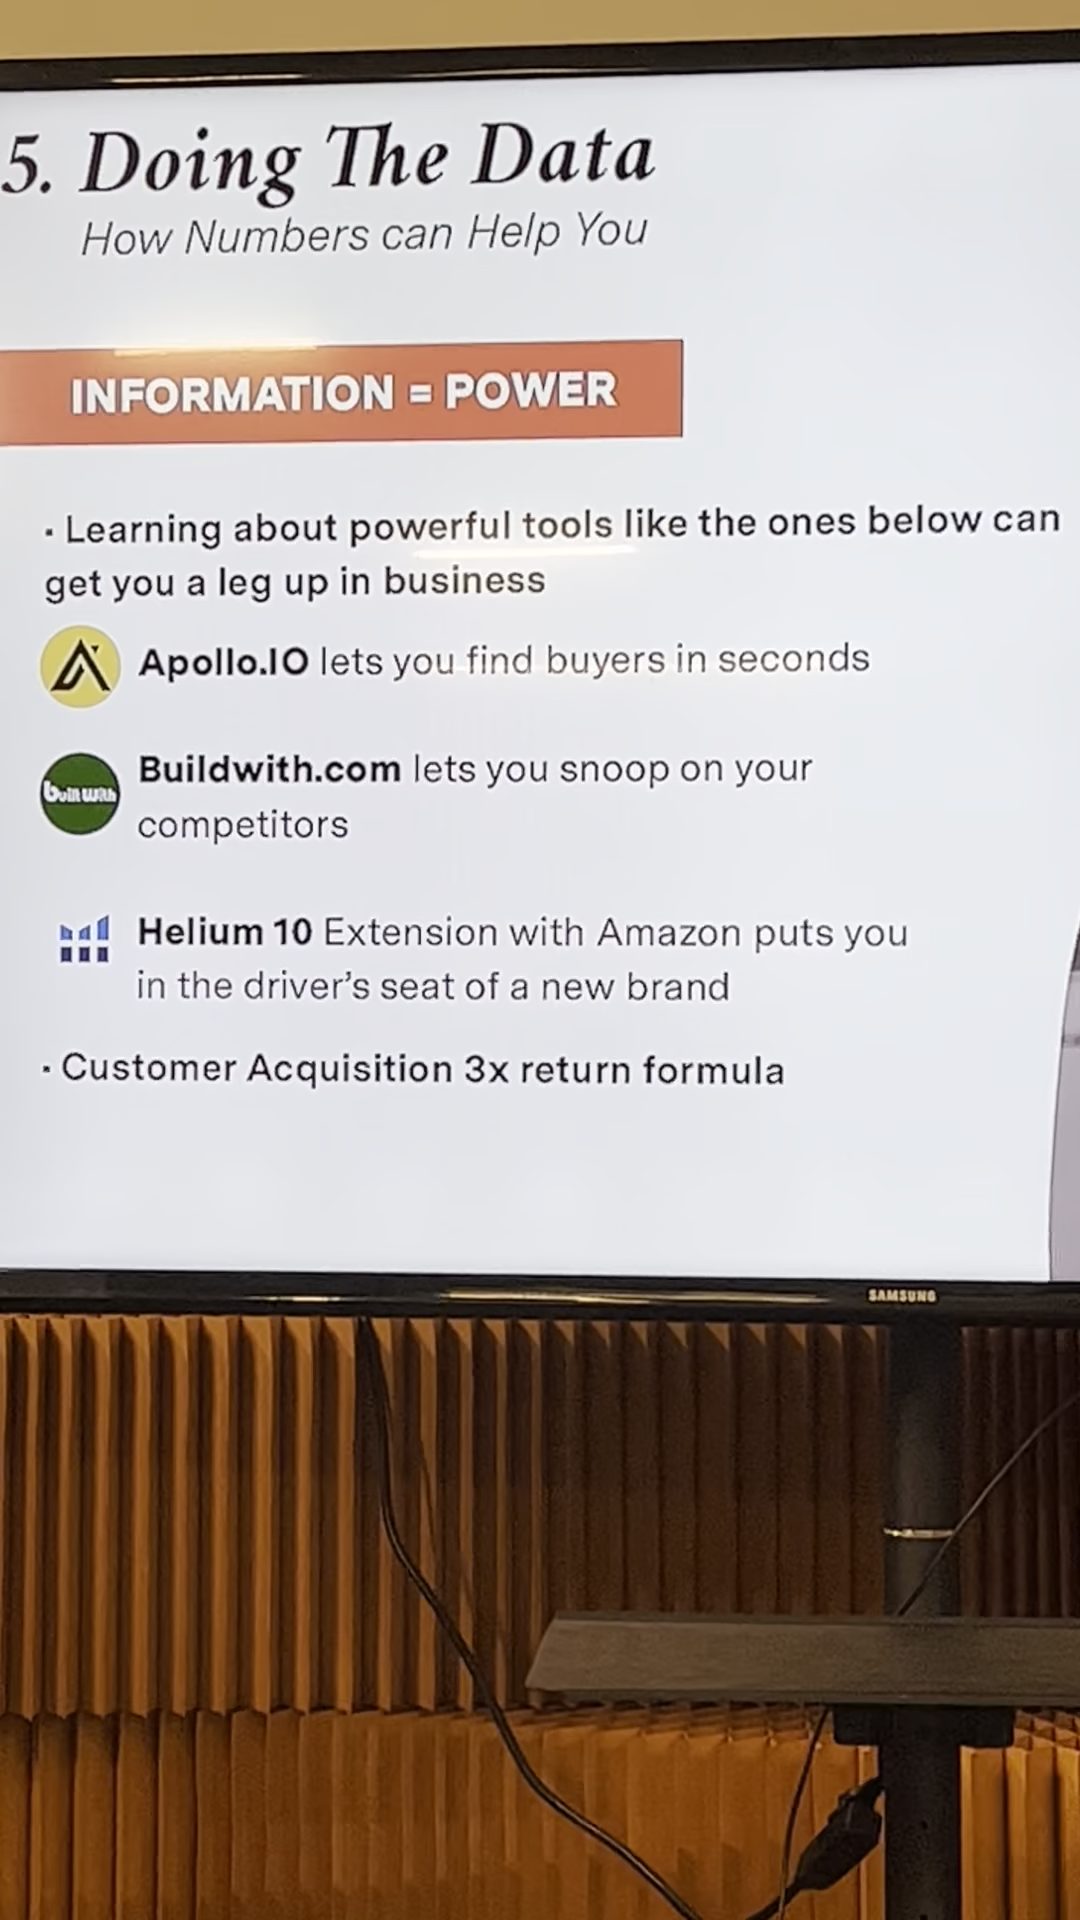 5. Doing The Data
How Numbers can Help You
INFORMATION = POWER
· Learning about powerful tools like the ones below can
get you a leg up in business
Apollo.IO lets you find buyers in seconds
Buildwith.com lets you snoop on your
built with
competitors
Helium 10 Extension with Amazon puts you
in the driver's seat of a new brand
· Customer Acquisition 3x return formula
SAMSUNG